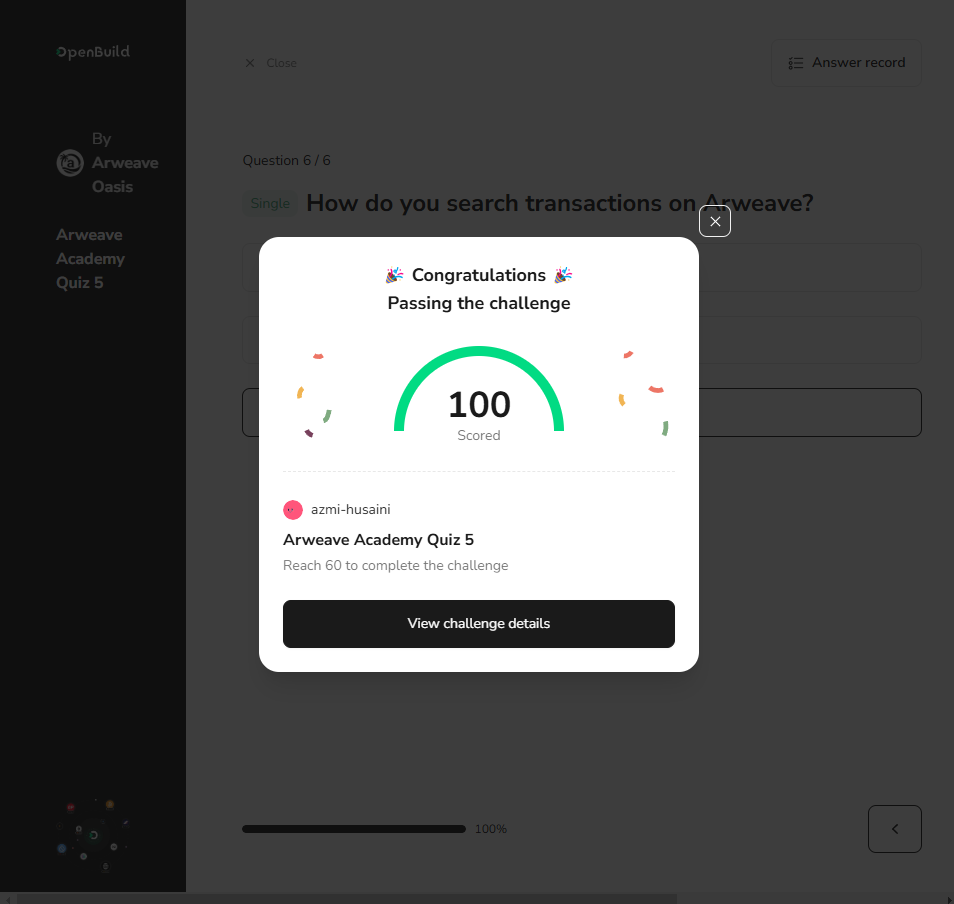 OpenBuild
By
Arweave
Oasis
Arweave
Academy
Quiz 5
Close
Answer record
Question 6 / 6
Single
How do you search transactions on Arweave?
Congratulations
Passing the challenge
100
Scored
azmi-husaini
Arweave Academy Quiz 5
Reach 60 to complete the challenge
View challenge details
100%